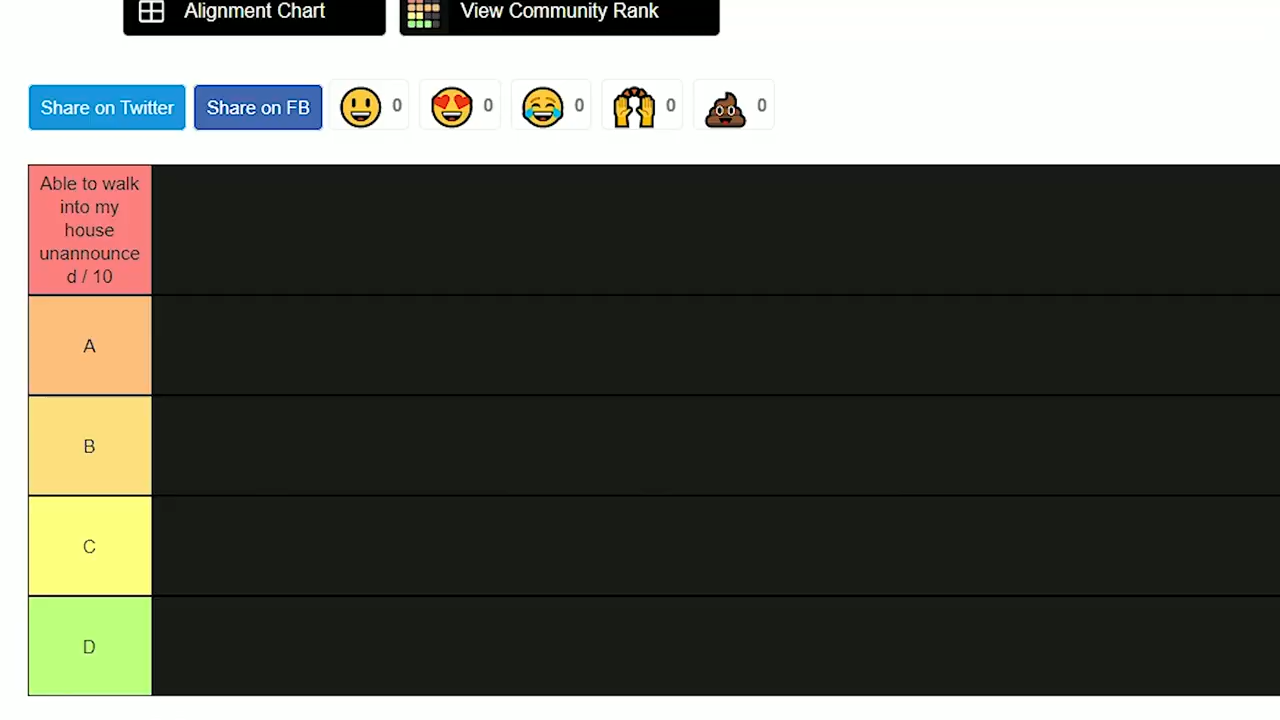 Alignment Chart
View Community Rank
Share on Twitter
Share on FB
0
0
0
0
0
Able to walk
into my
house
unannounce
d / 10
A
B
C
D